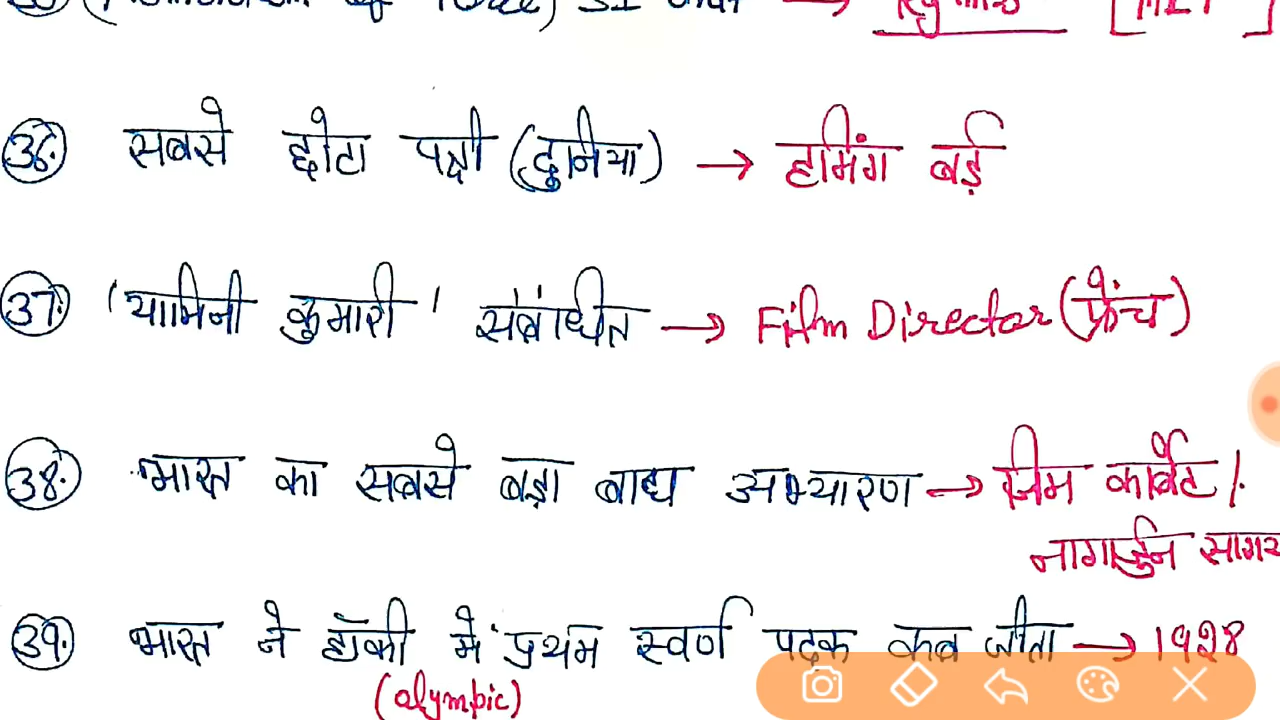 36. सबसे छोटा पक्षी (दुनिया) → हमिंग बर्ड़
37. 'यामिनी कुमारी' संबंधित → Film Director (फ्रेंच)
38. भारत का सबसे बड़ा बाघ अभ्यारण → जिम कार्बेट / नागार्जुन सागर
39. भारत ने हॉकी में प्रथम स्वर्ण पदक कब जीता → 1928
(olympic)